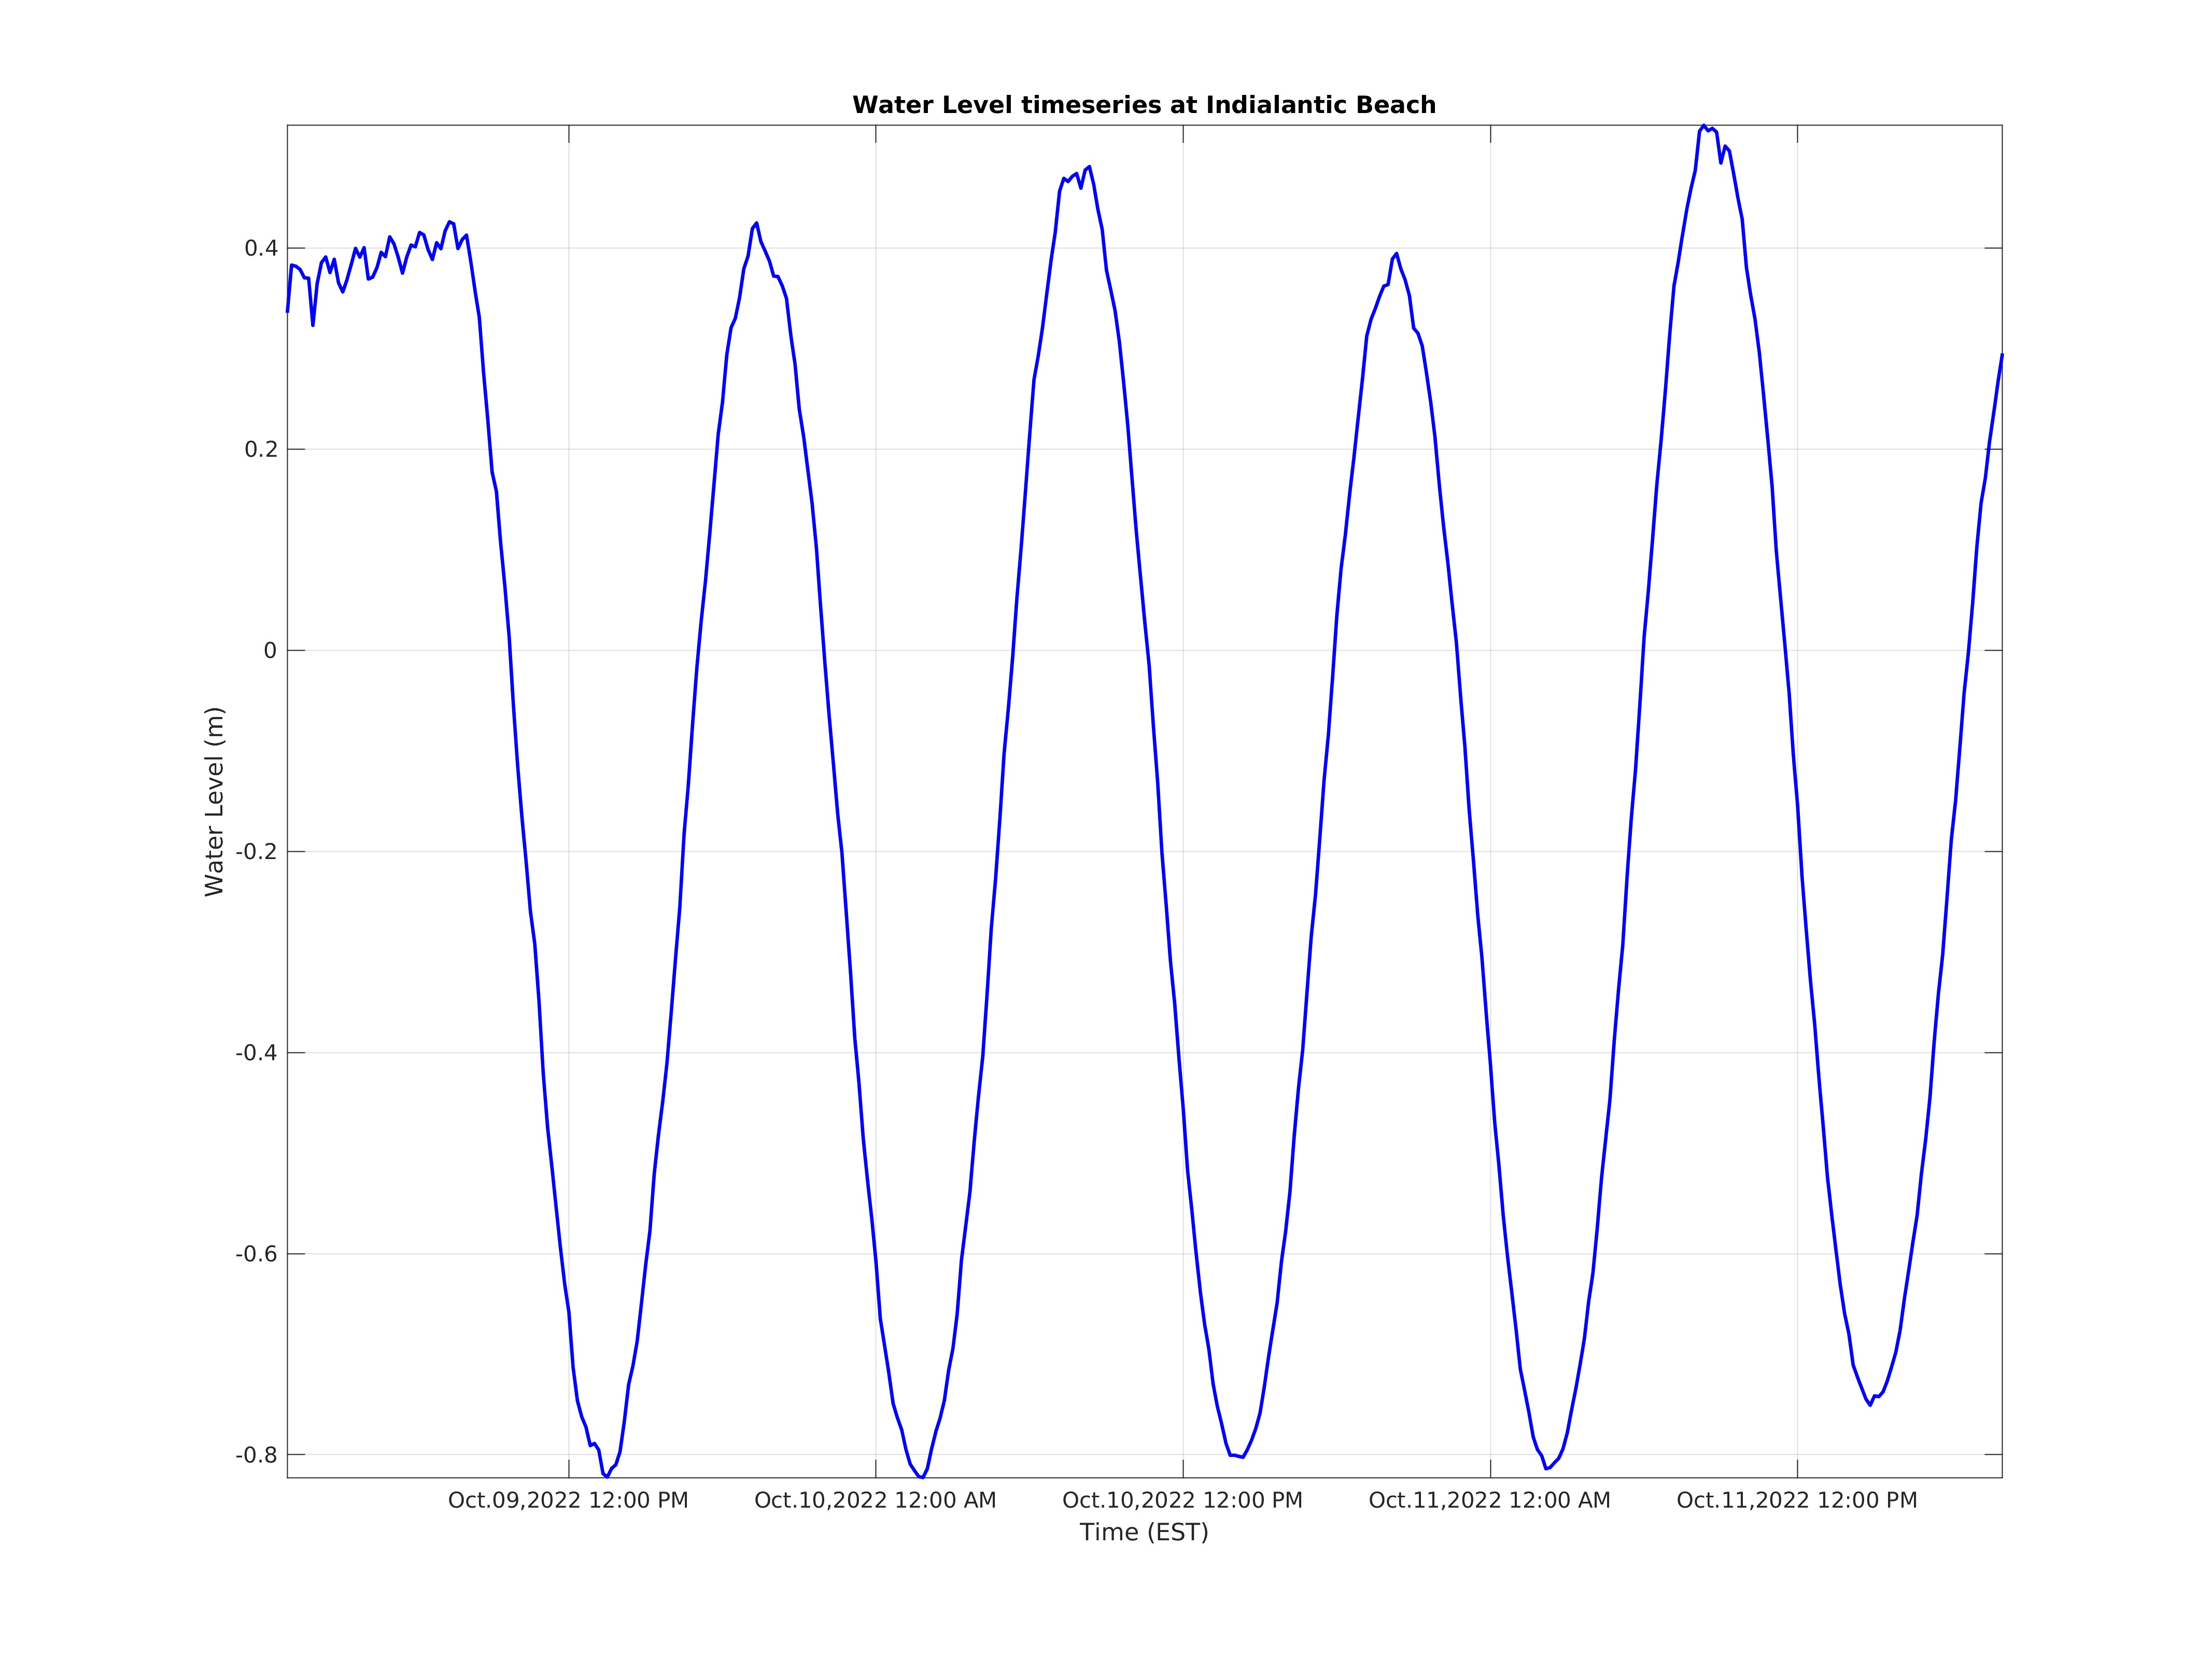 Water Level timeseries at Indialantic Beach
0.4
0.2
0
-0.2
-0.4
-0.6
-0.8
Water Level (m)
Oct.09,2022 12:00 PM
Oct.10,2022 12:00 AM
Oct.10,2022 12:00 PM
Oct.11,2022 12:00 AM
Oct.11,2022 12:00 PM
Time (EST)